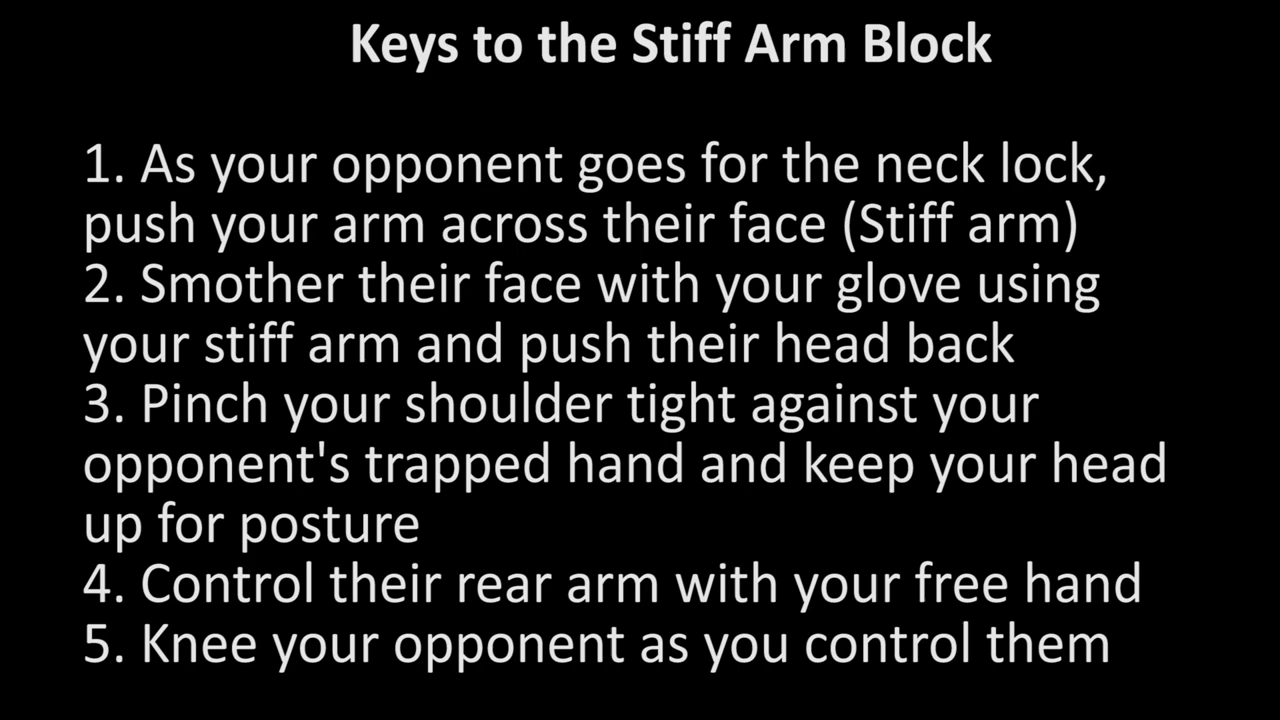 Keys to the Stiff Arm Block
1. As your opponent goes for the neck lock,
push your arm across their face (Stiff arm)
2. Smother their face with your glove using
your stiff arm and push their head back
3. Pinch your shoulder tight against your
opponent's trapped hand and keep your head
up for posture
4. Control their rear arm with your free hand
5. Knee your opponent as you control them